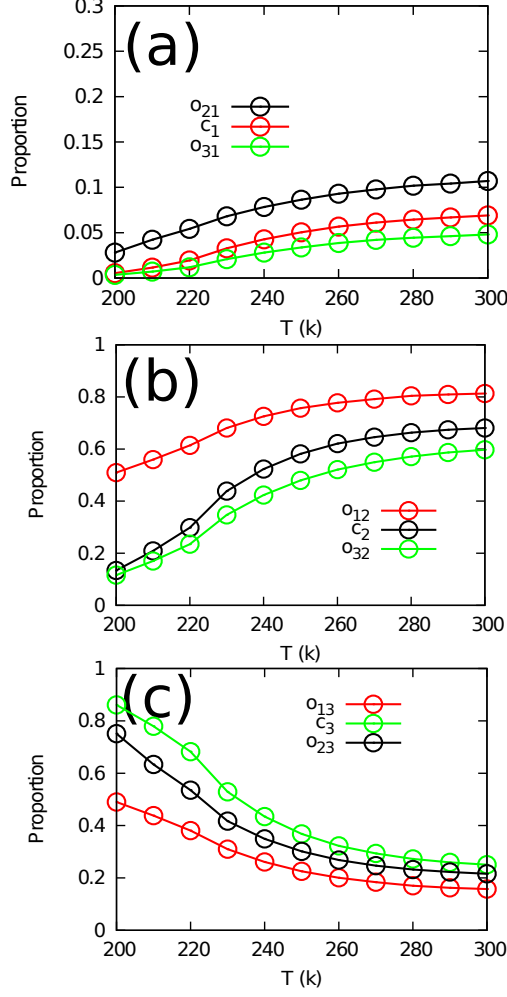 (a)
0.3
0.25
0.2
0.15
0.1
0.05
0
Proportion
o21
c1
o31
200 220 240 260 280 300
T (k)
(b)
1
0.8
0.6
0.4
0.2
0
Proportion
o12
c2
o32
200 220 240 260 280 300
T (k)
(c)
1
0.8
0.6
0.4
0.2
0
Proportion
o13
c3
o23
200 220 240 260 280 300
T (k)